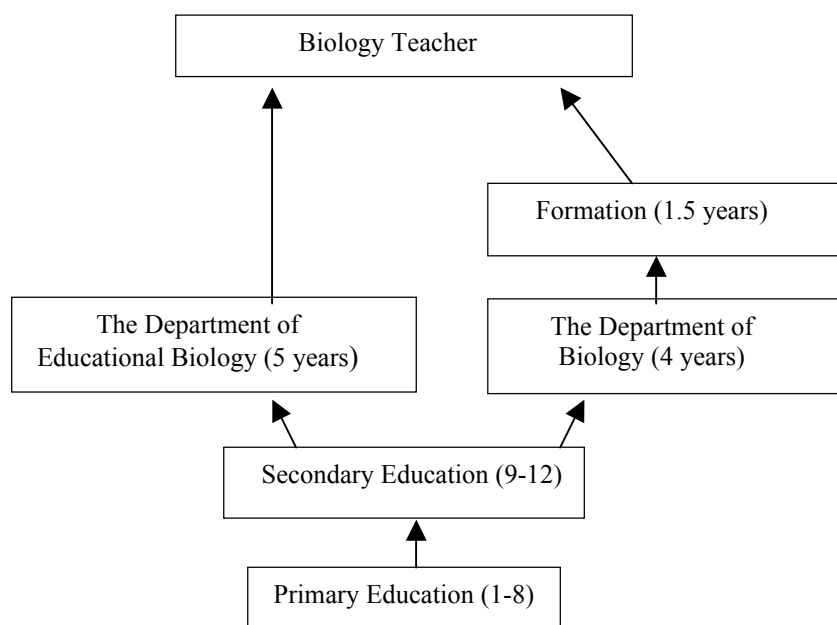 Biology Teacher
Formation (1.5 years)
The Department of
Educational Biology (5 years)
The Department of
Biology (4 years)
Secondary Education (9-12)
Primary Education (1-8)